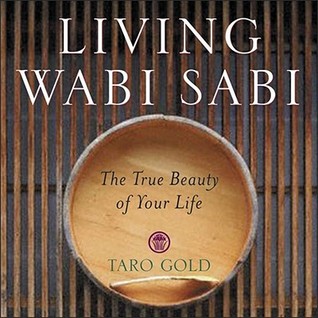 LIVING
WABI SABI
The True Beauty
of Your Life
TARO GOLD